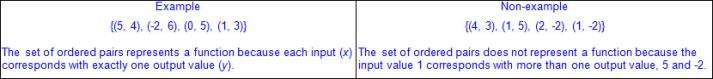 Example
{(5, 4), (-2, 6), (0, 5), (1, 3)}
The set of ordered pairs represents a function because each input (x)
corresponds with exactly one output value (y).
Non-example
{(4, 3), (1, 5), (2, -2), (1, -2)}
The set of ordered pairs does not represent a function because the
input value 1 corresponds with more than one output value, 5 and -2.